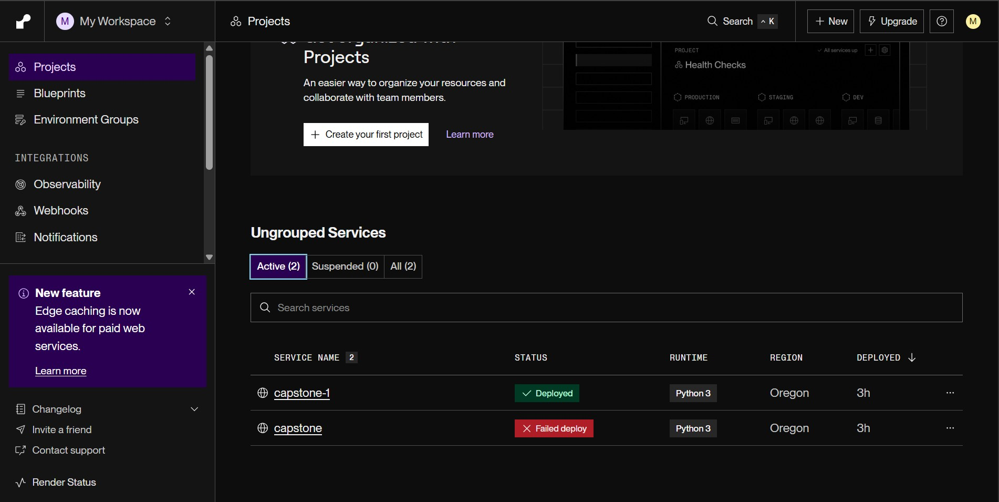 M My Workspace
Projects
Search ^ K
+ New
Upgrade
M
Projects
Blueprints
Environment Groups
INTEGRATIONS
Observability
Webhooks
Notifications
New feature
Edge caching is now
available for paid web
services.
Learn more
Changelog
Invite a friend
Contact support
Render Status
Get organized with
Projects
An easier way to organize your resources and
collaborate with team members.
+ Create your first project
Learn more
PROJECT
All services up
Health Checks
PRODUCTION
STAGING
DEV
Ungrouped Services
Active (2)
Suspended (0)
All (2)
Search services
SERVICE NAME 2 STATUS RUNTIME REGION DEPLOYED
capstone-1 Deployed Python 3 Oregon 3h
capstone Failed deploy Python 3 Oregon 3h